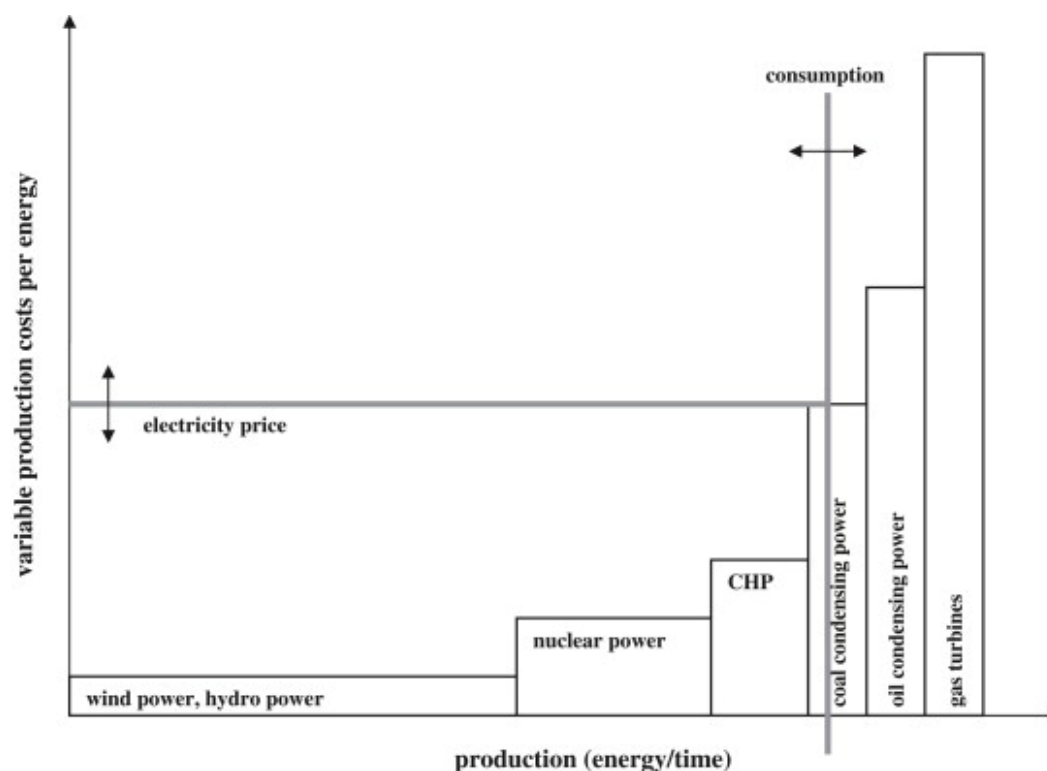 consumption
variable production costs per energy
electricity price
CHP
nuclear power
wind power, hydro power
coal condensing power
oil condensing power
gas turbines
production (energy/time)